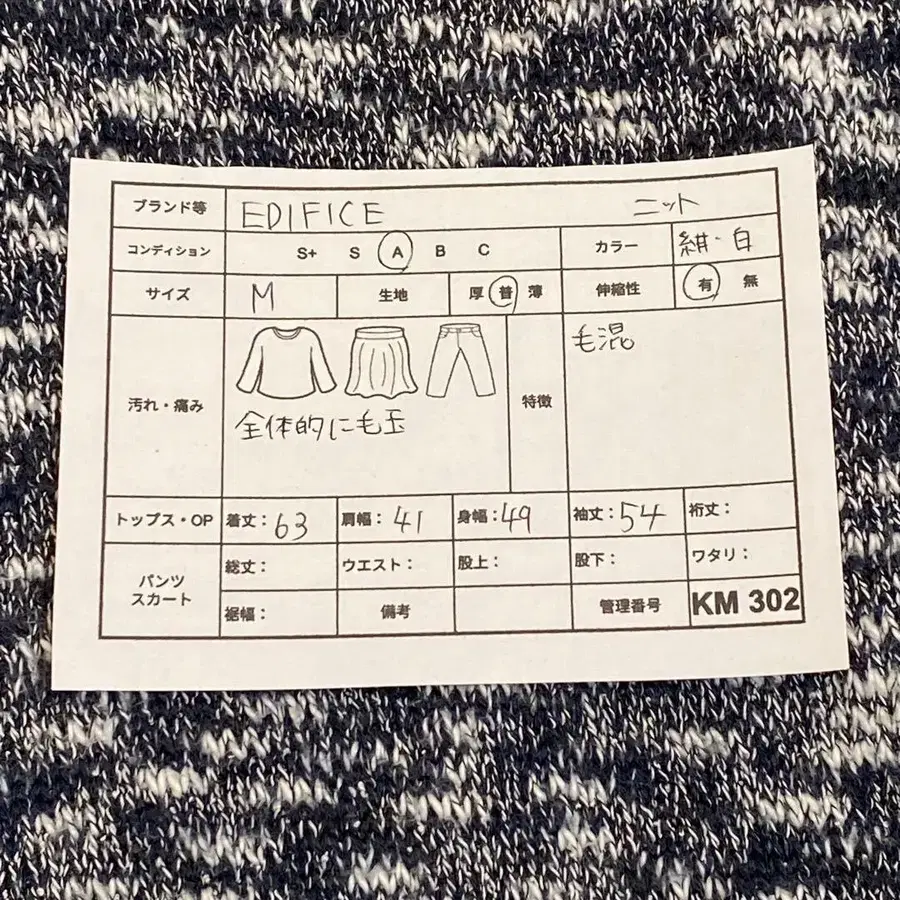 ブランド等 EDIFICE ニット
コンディション S+ S A B C カラー 紺・白
サイズ M 生地 厚 普 薄 伸縮性 有 無
汚れ・痛み 全体的に毛玉 特徴 毛混
トップス・OP 着丈：63 肩幅：41 身幅：49 袖丈：54 裄丈：
パンツ スカート 総丈： ウエスト： 股上： 股下： ワタリ：
裾幅： 備考 管理番号 KM 302